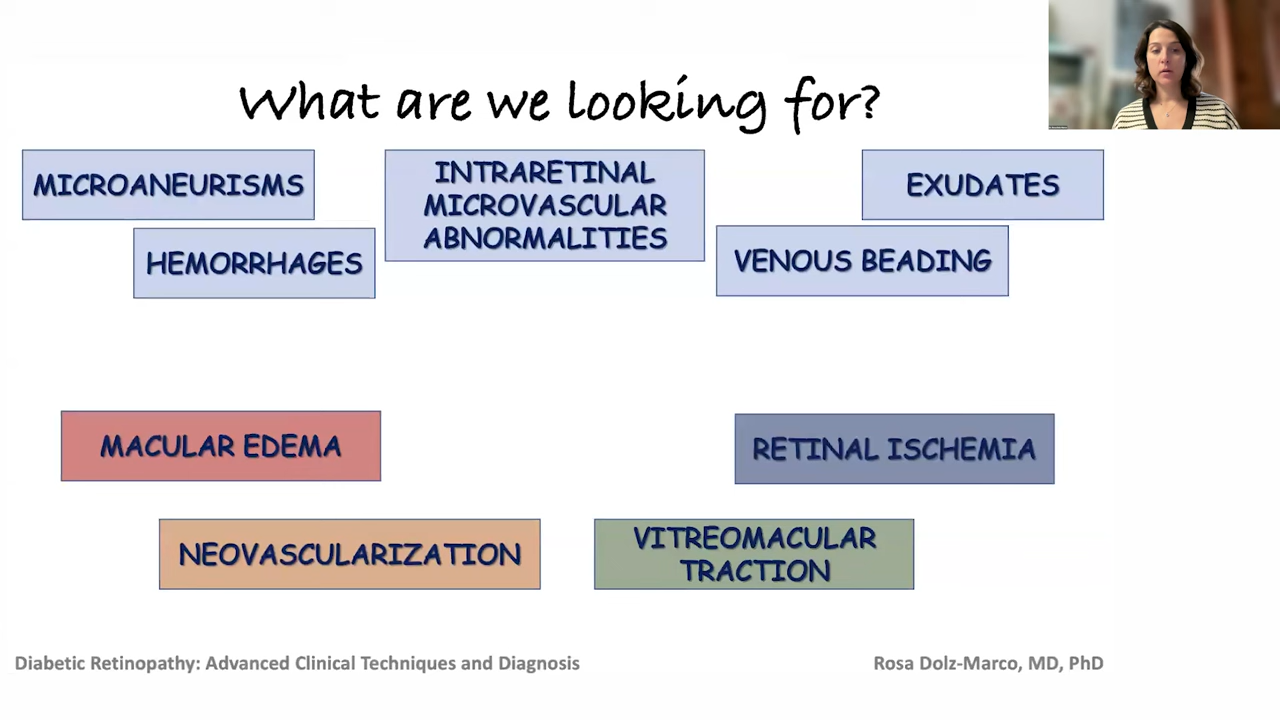 What are we looking for?
MICROANEURISMS
INTRARETINAL
MICROVASCULAR
ABNORMALITIES
EXUDATES
HEMORRHAGES
VENOUS BEADING
MACULAR EDEMA
RETINAL ISCHEMIA
NEOVASCULARIZATION
VITREOMACULAR
TRACTION
Diabetic Retinopathy: Advanced Clinical Techniques and Diagnosis
Rosa Dolz-Marco, MD, PhD